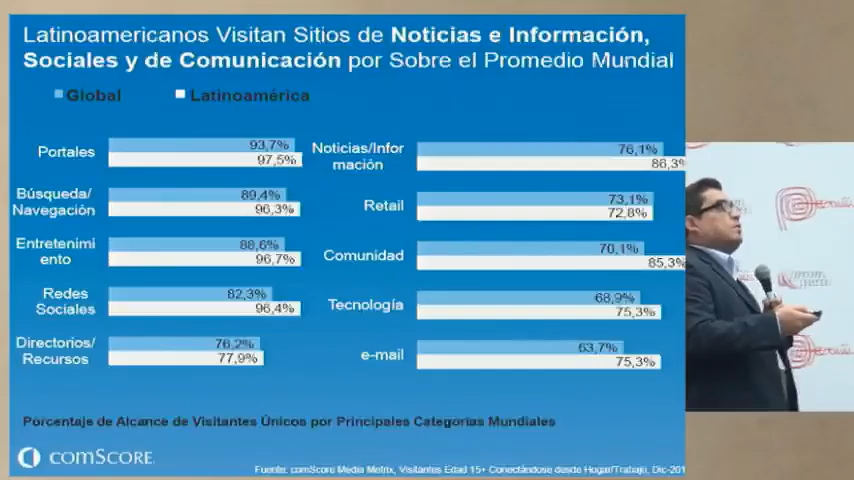 Latinoamericanos Visitan Sitios de Noticias e Información,
Sociales y de Comunicación por Sobre el Promedio Mundial
Global
Latinoamérica
Portales
93,7%
97,5%
Búsqueda/
Navegación
89,4%
96,3%
Entretenimi
ento
88,6%
96,7%
Redes
Sociales
82,3%
96,4%
Directorios/
Recursos
76,2%
77,9%
Noticias/Infor
mación
76,1%
86,3%
Retail
73,1%
72,8%
Comunidad
70,1%
85,3%
Tecnología
68,9%
75,3%
e-mail
63,7%
75,3%
Porcentaje de Alcance de Visitantes Únicos por Principales Categorías Mundiales
comScore
Fuente: comScore Media Metrix, Visitantes Edad 15+ Conectándose desde Hogar/Trabajo, Dic-201